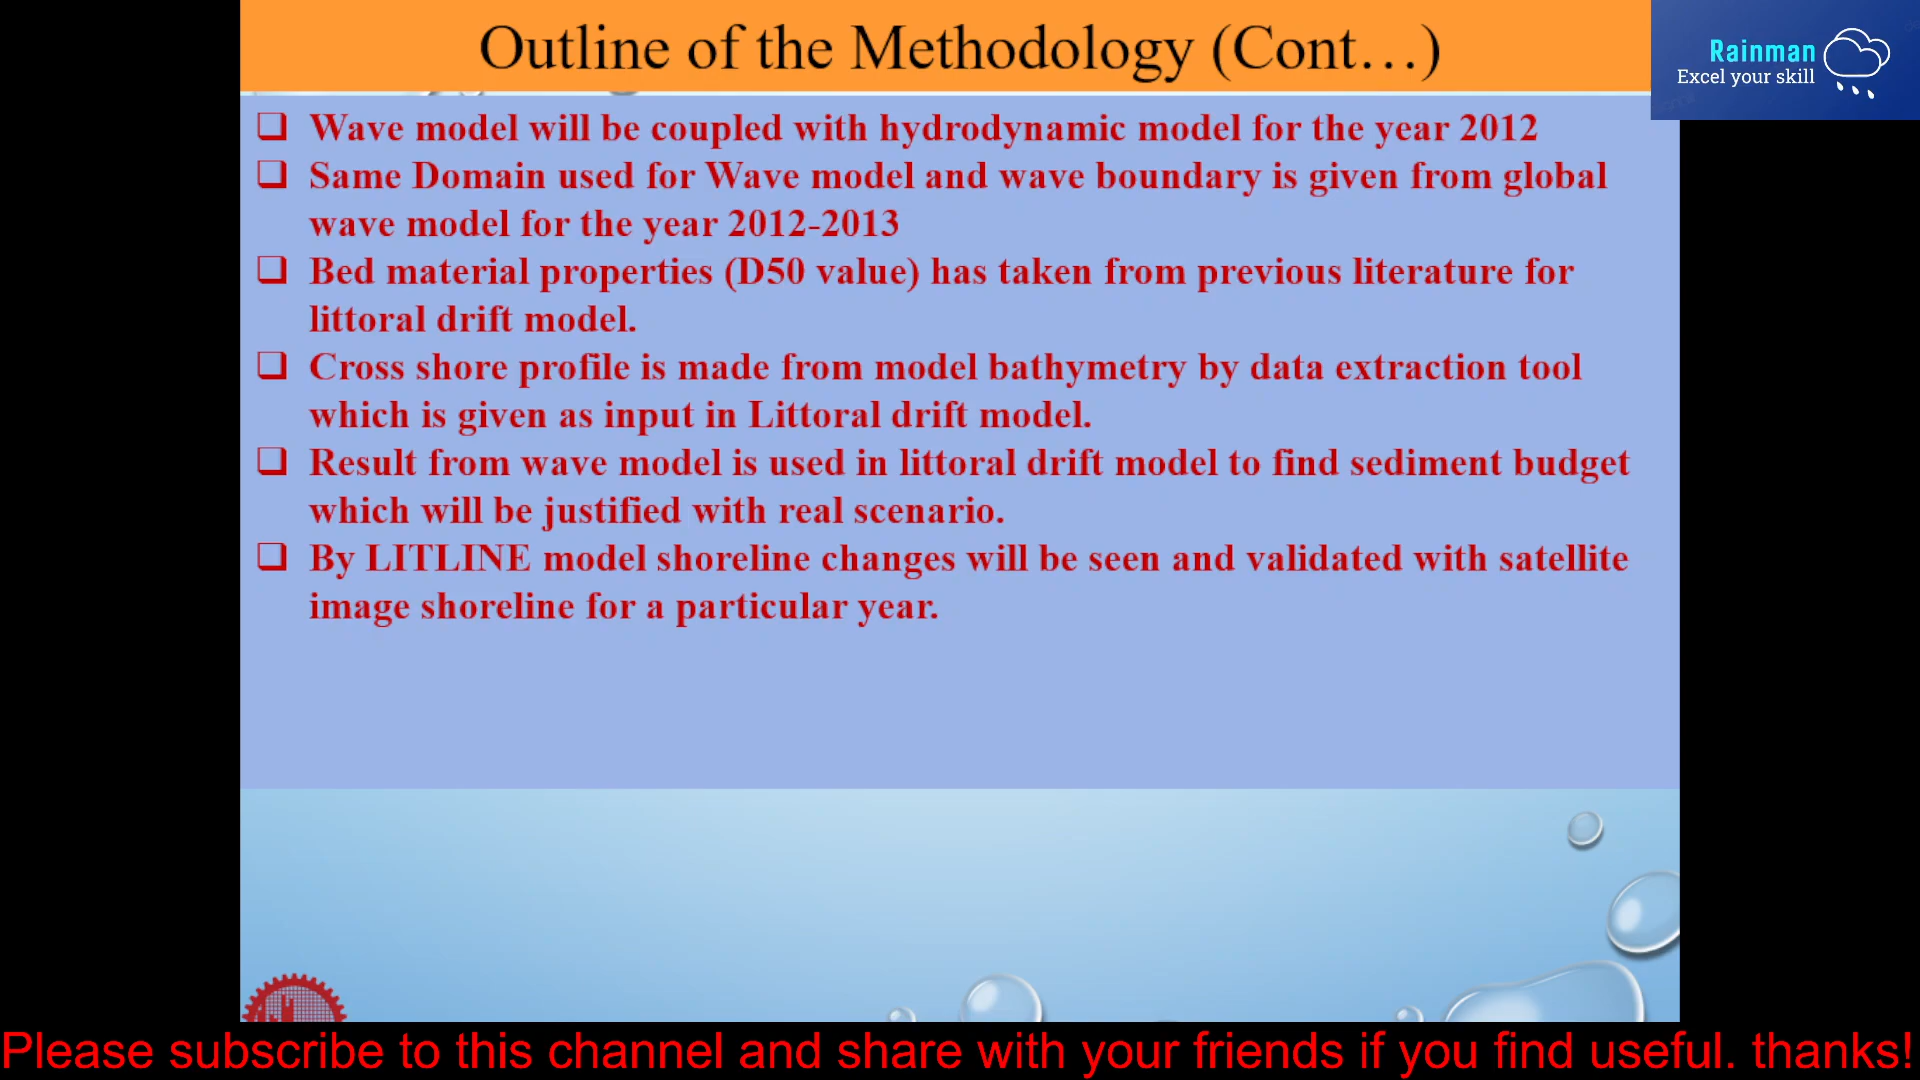 Outline of the Methodology (Cont…)
Rainman
Excel your skill
❑ Wave model will be coupled with hydrodynamic model for the year 2012
❑ Same Domain used for Wave model and wave boundary is given from global
wave model for the year 2012-2013
❑ Bed material properties (D50 value) has taken from previous literature for
littoral drift model.
❑ Cross shore profile is made from model bathymetry by data extraction tool
which is given as input in Littoral drift model.
❑ Result from wave model is used in littoral drift model to find sediment budget
which will be justified with real scenario.
❑ By LITLINE model shoreline changes will be seen and validated with satellite
image shoreline for a particular year.
Please subscribe to this channel and share with your friends if you find useful. thanks!